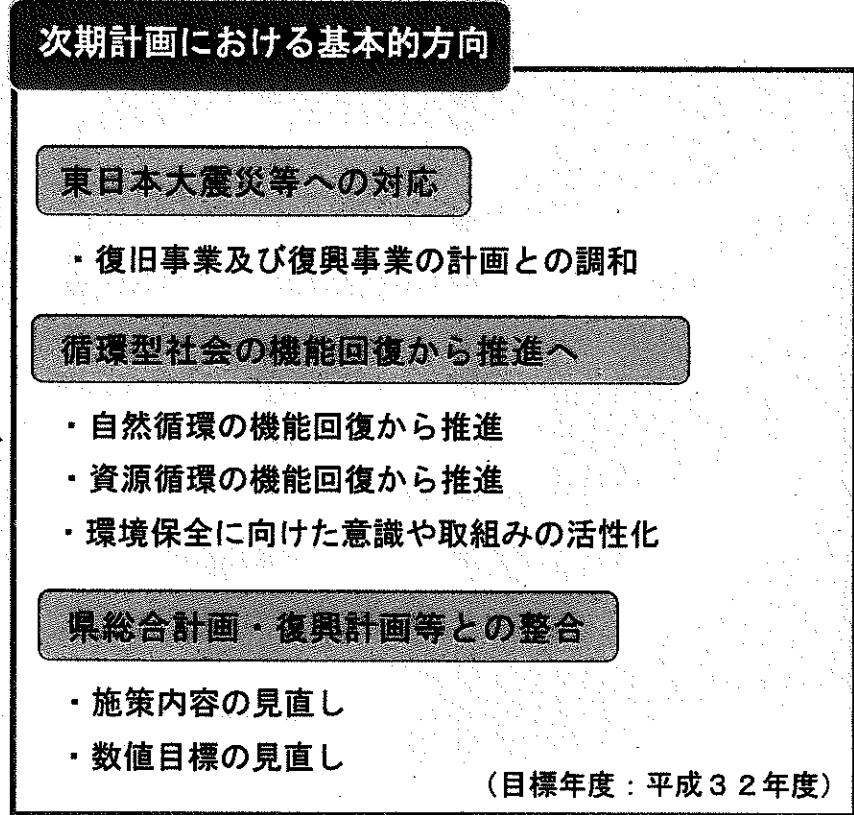 次期計画における基本的方向
東日本大震災等への対応
・復旧事業及び復興事業の計画との調和
循環型社会の機能回復から推進へ
・自然循環の機能回復から推進
・資源循環の機能回復から推進
・環境保全に向けた意識や取組みの活性化
県総合計画・復興計画等との整合
・施策内容の見直し
・数値目標の見直し
(目標年度:平成32年度)